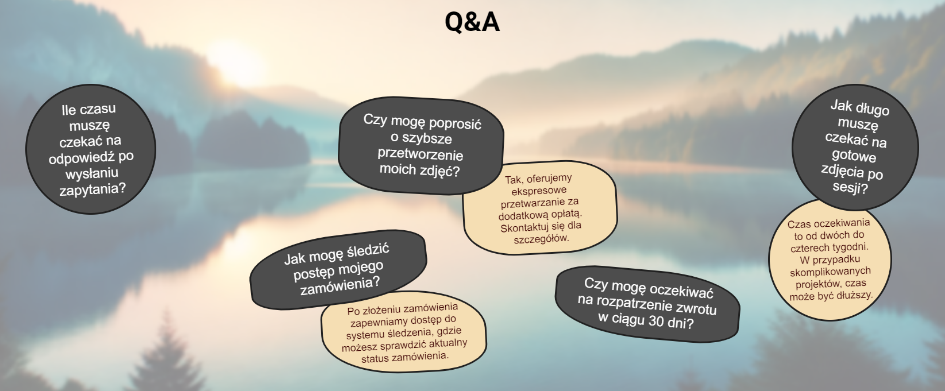 Q&A
Ile czasu
muszę
czekać na
odpowiedź po
wysłaniu
zapytania?
Czy mogę poprosić
o szybsze
przetworzenie
moich zdjęć?
Tak, oferujemy
ekspresowe
przetwarzanie za
dodatkową opłatą.
Skontaktuj się dla
szczegółów.
Jak długo
muszę
czekać na
gotowe
zdjęcia po
sesji?
Czas oczekiwania
to od dwóch do
czterech tygodni.
W przypadku
skomplikowanych
projektów, czas
może być dłuższy.
Jak mogę śledzić
postęp mojego
zamówienia?
Po złożeniu zamówienia
zapewniamy dostęp do
systemu śledzenia, gdzie
możesz sprawdzić aktualny
status zamówienia.
Czy mogę oczekiwać
na rozpatrzenie zwrotu
w ciągu 30 dni?